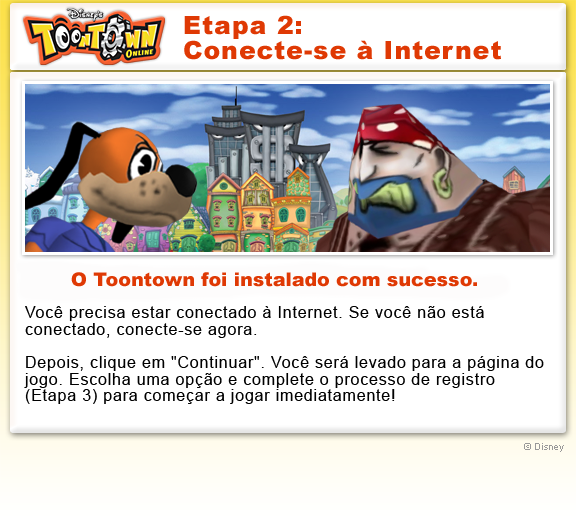 Disney's
TOONTOWN
ONLINE
Etapa 2:
Conecte-se à Internet
O Toontown foi instalado com sucesso.
Você precisa estar conectado à Internet. Se você não está
conectado, conecte-se agora.
Depois, clique em "Continuar". Você será levado para a página do
jogo. Escolha uma opção e complete o processo de registro
(Etapa 3) para começar a jogar imediatamente!
© Disney